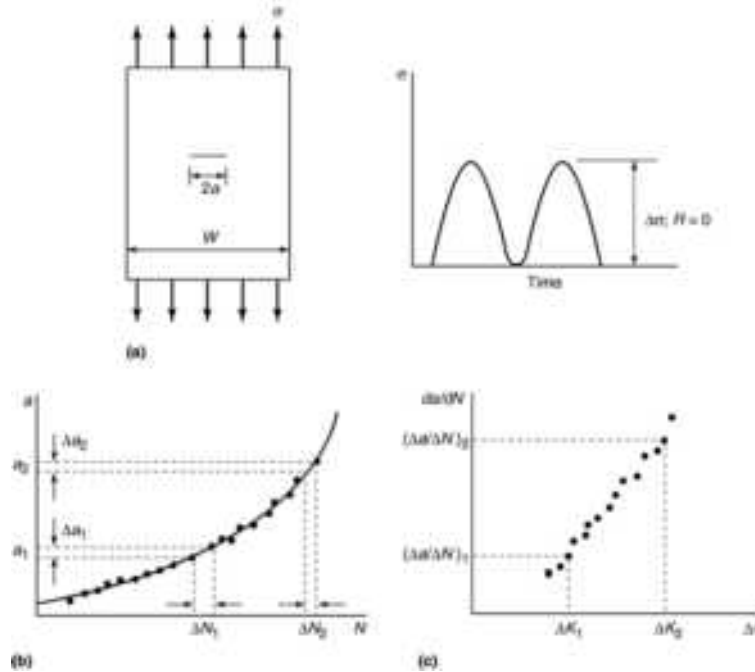 σ
2a
W
(a)
σ
Δσ; R = 0
Time
(b)
a
a₂
Δa₂
a₁
Δa₁
ΔN₁
ΔN₂
N
(c)
da/dN
(Δa/ΔN)₂
(Δa/ΔN)₁
ΔK₁
ΔK₂